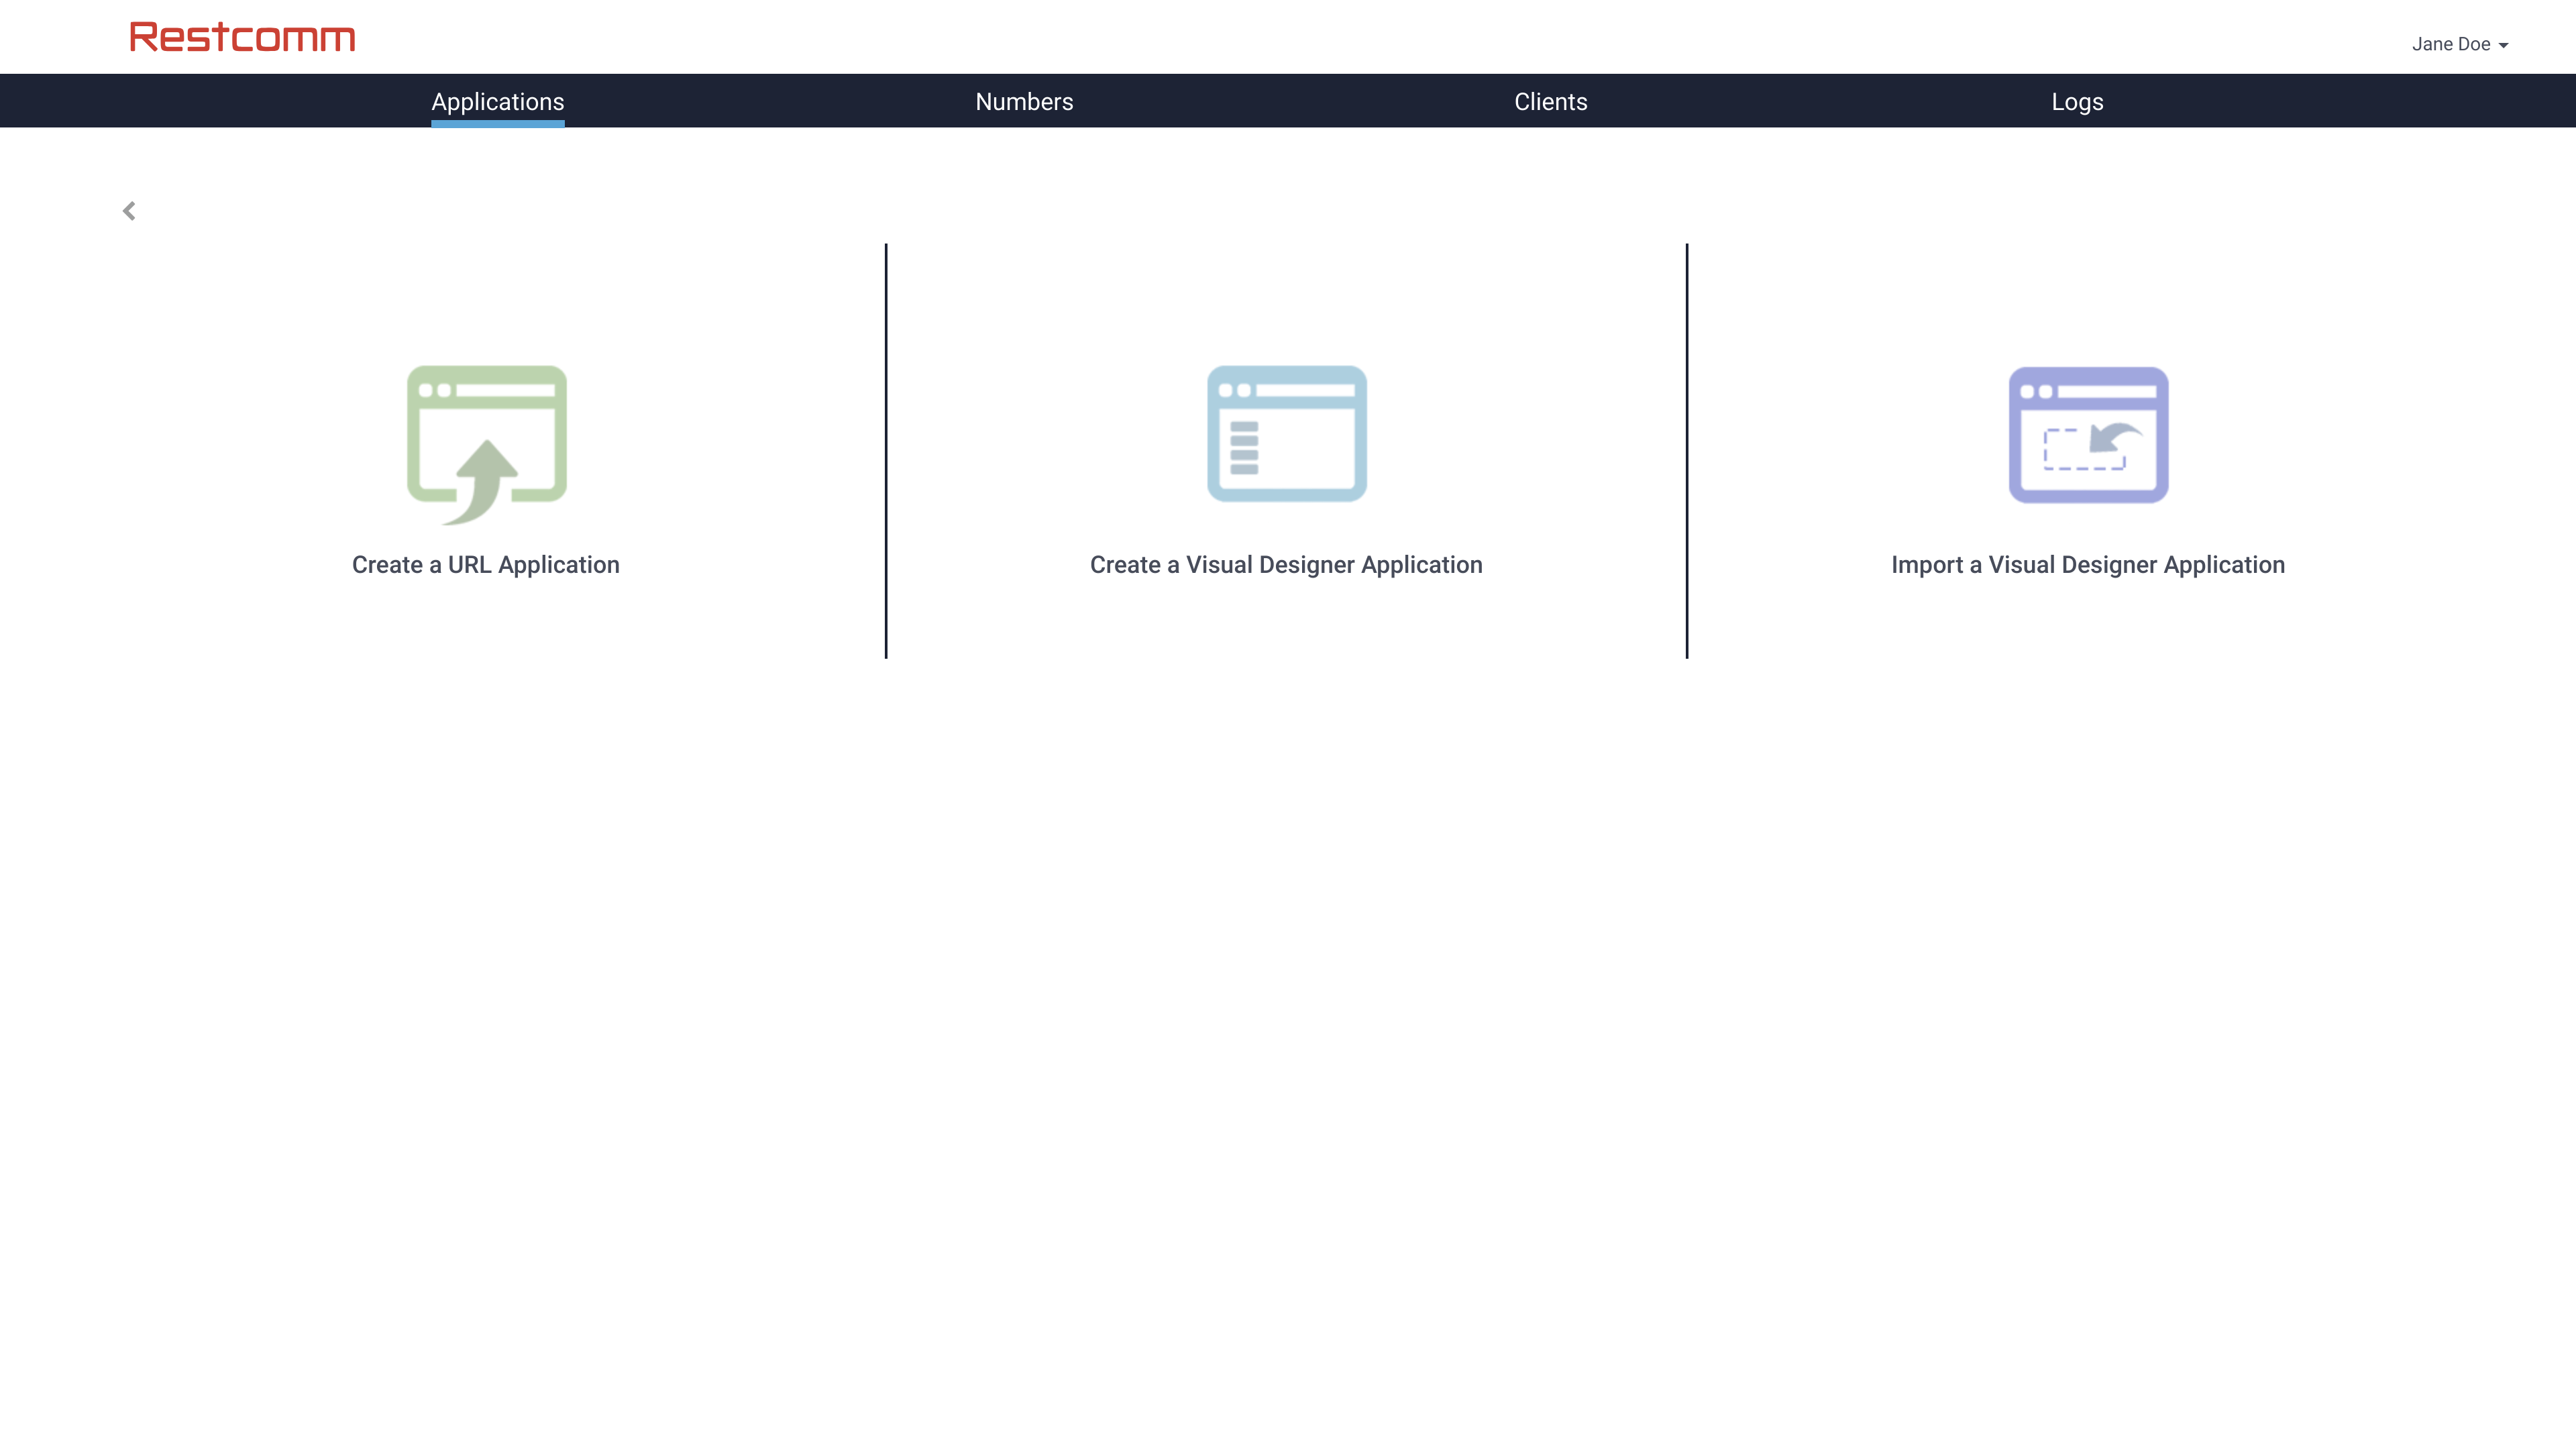 Restcomm
Jane Doe
Applications Numbers Clients Logs
Create a URL Application
Create a Visual Designer Application
Import a Visual Designer Application